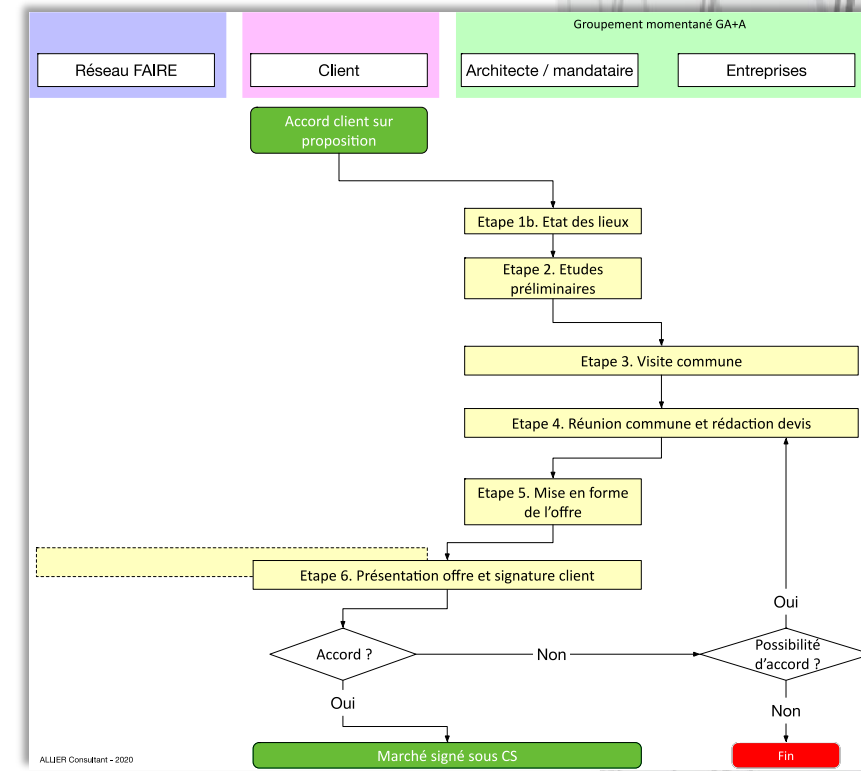 Groupement momentané GA+A
Réseau FAIRE
Client
Architecte / mandataire
Entreprises
Accord client sur
proposition
Etape 1b. Etat des lieux
Etape 2. Etudes
préliminaires
Etape 3. Visite commune
Etape 4. Réunion commune et rédaction devis
Etape 5. Mise en forme
de l'offre
Etape 6. Présentation offre et signature client
Oui
Accord ?
Non
Possibilité
d'accord ?
Oui
Non
Marché signé sous CS
Fin
ALLIER Consultant - 2020